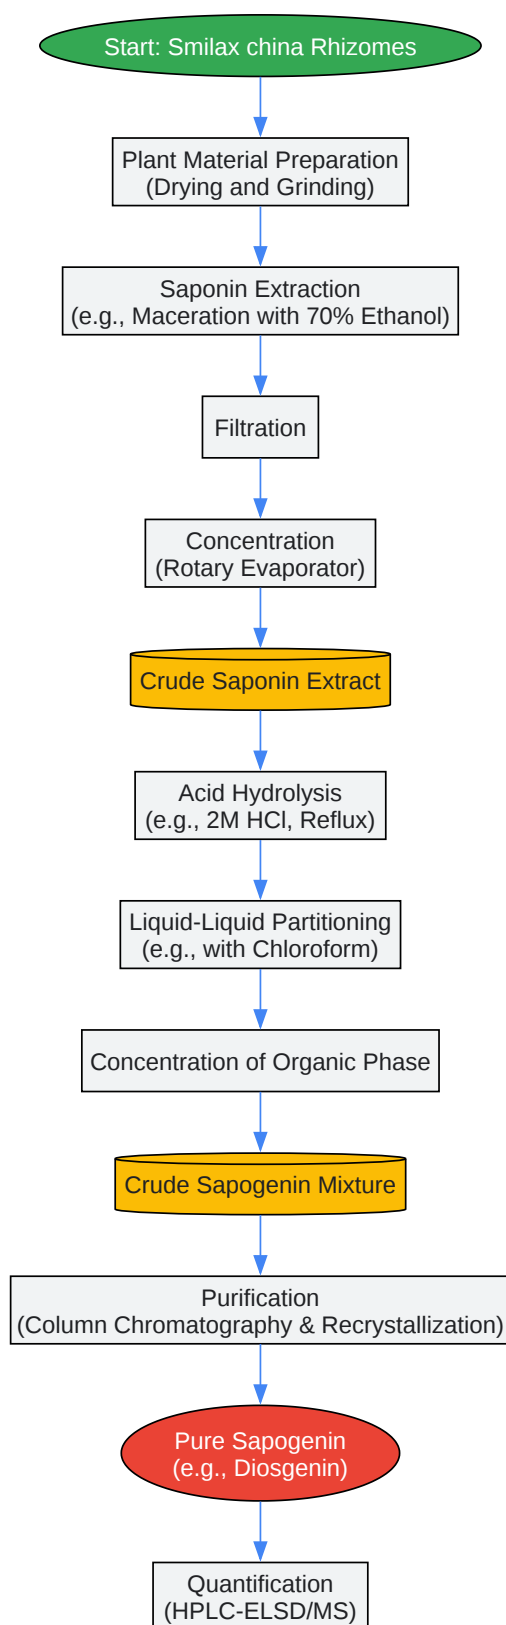 Start: Smilax china Rhizomes
Plant Material Preparation
(Drying and Grinding)
Saponin Extraction
(e.g., Maceration with 70% Ethanol)
Filtration
Concentration
(Rotary Evaporator)
Crude Saponin Extract
Acid Hydrolysis
(e.g., 2M HCl, Reflux)
Liquid-Liquid Partitioning
(e.g., with Chloroform)
Concentration of Organic Phase
Crude Sapogenin Mixture
Purification
(Column Chromatography & Recrystallization)
Pure Sapogenin
(e.g., Diosgenin)
Quantification
(HPLC-ELSD/MS)